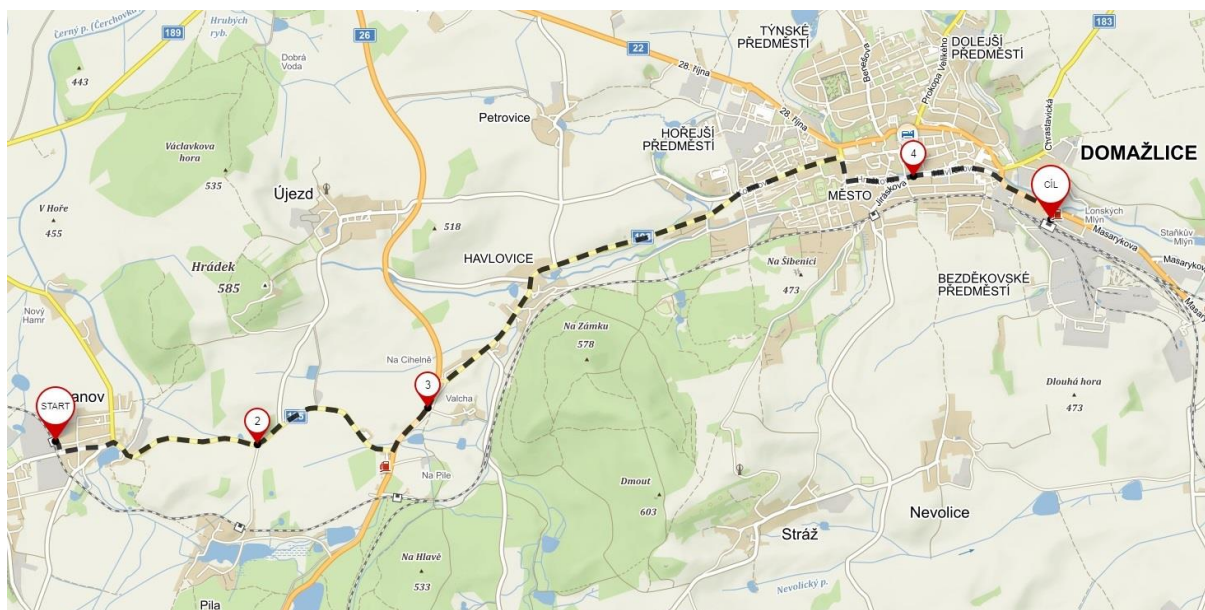 Černý p. (Čerchovka)
189
Hrubých
ryb.
Dobrá
Voda
26
22
28. října
TÝNSKÉ
PŘEDMĚSTÍ
Benešova
Prokopa Velikého
DOLEJŠÍ
PŘEDMĚSTÍ
183
443
Petrovice
28. října
HOŘEJŠÍ
PŘEDMĚSTÍ
Chrastavická
Václavkova
hora
535
4
DOMAŽLICE
Újezd
MĚSTO
Jiráskova
CÍL
V Hoře
455
518
Lonských
Mlýn
Staňkův
Mlýn
Masarykova
HAVLOVICE
Na Šibenici
473
Masarykova
BEZDĚKOVSKÉ
PŘEDMĚSTÍ
Hrádek
585
Nový
Hamr
Na Zámku
578
Na Cihelně
Dlouhá hora
473
START
anov
3
Valcha
2
Na Pile
Dmout
603
Nevolice
Stráž
Na Hlavě
533
Nevolický p.
Pila